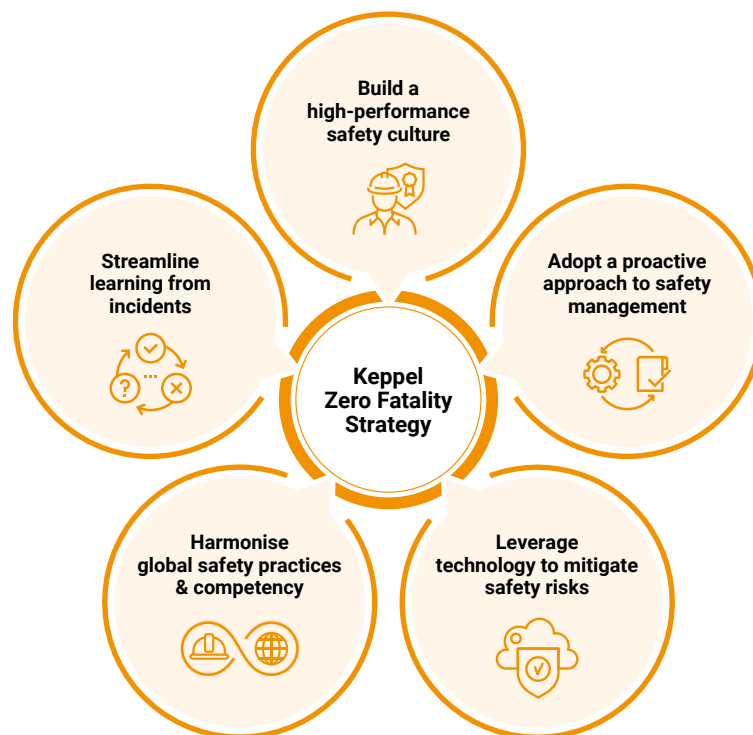 Build a
high-performance
safety culture
Streamline
learning from
incidents
Adopt a proactive
approach to safety
management
Keppel
Zero Fatality
Strategy
Harmonise
global safety practices
& competency
Leverage
technology to mitigate
safety risks